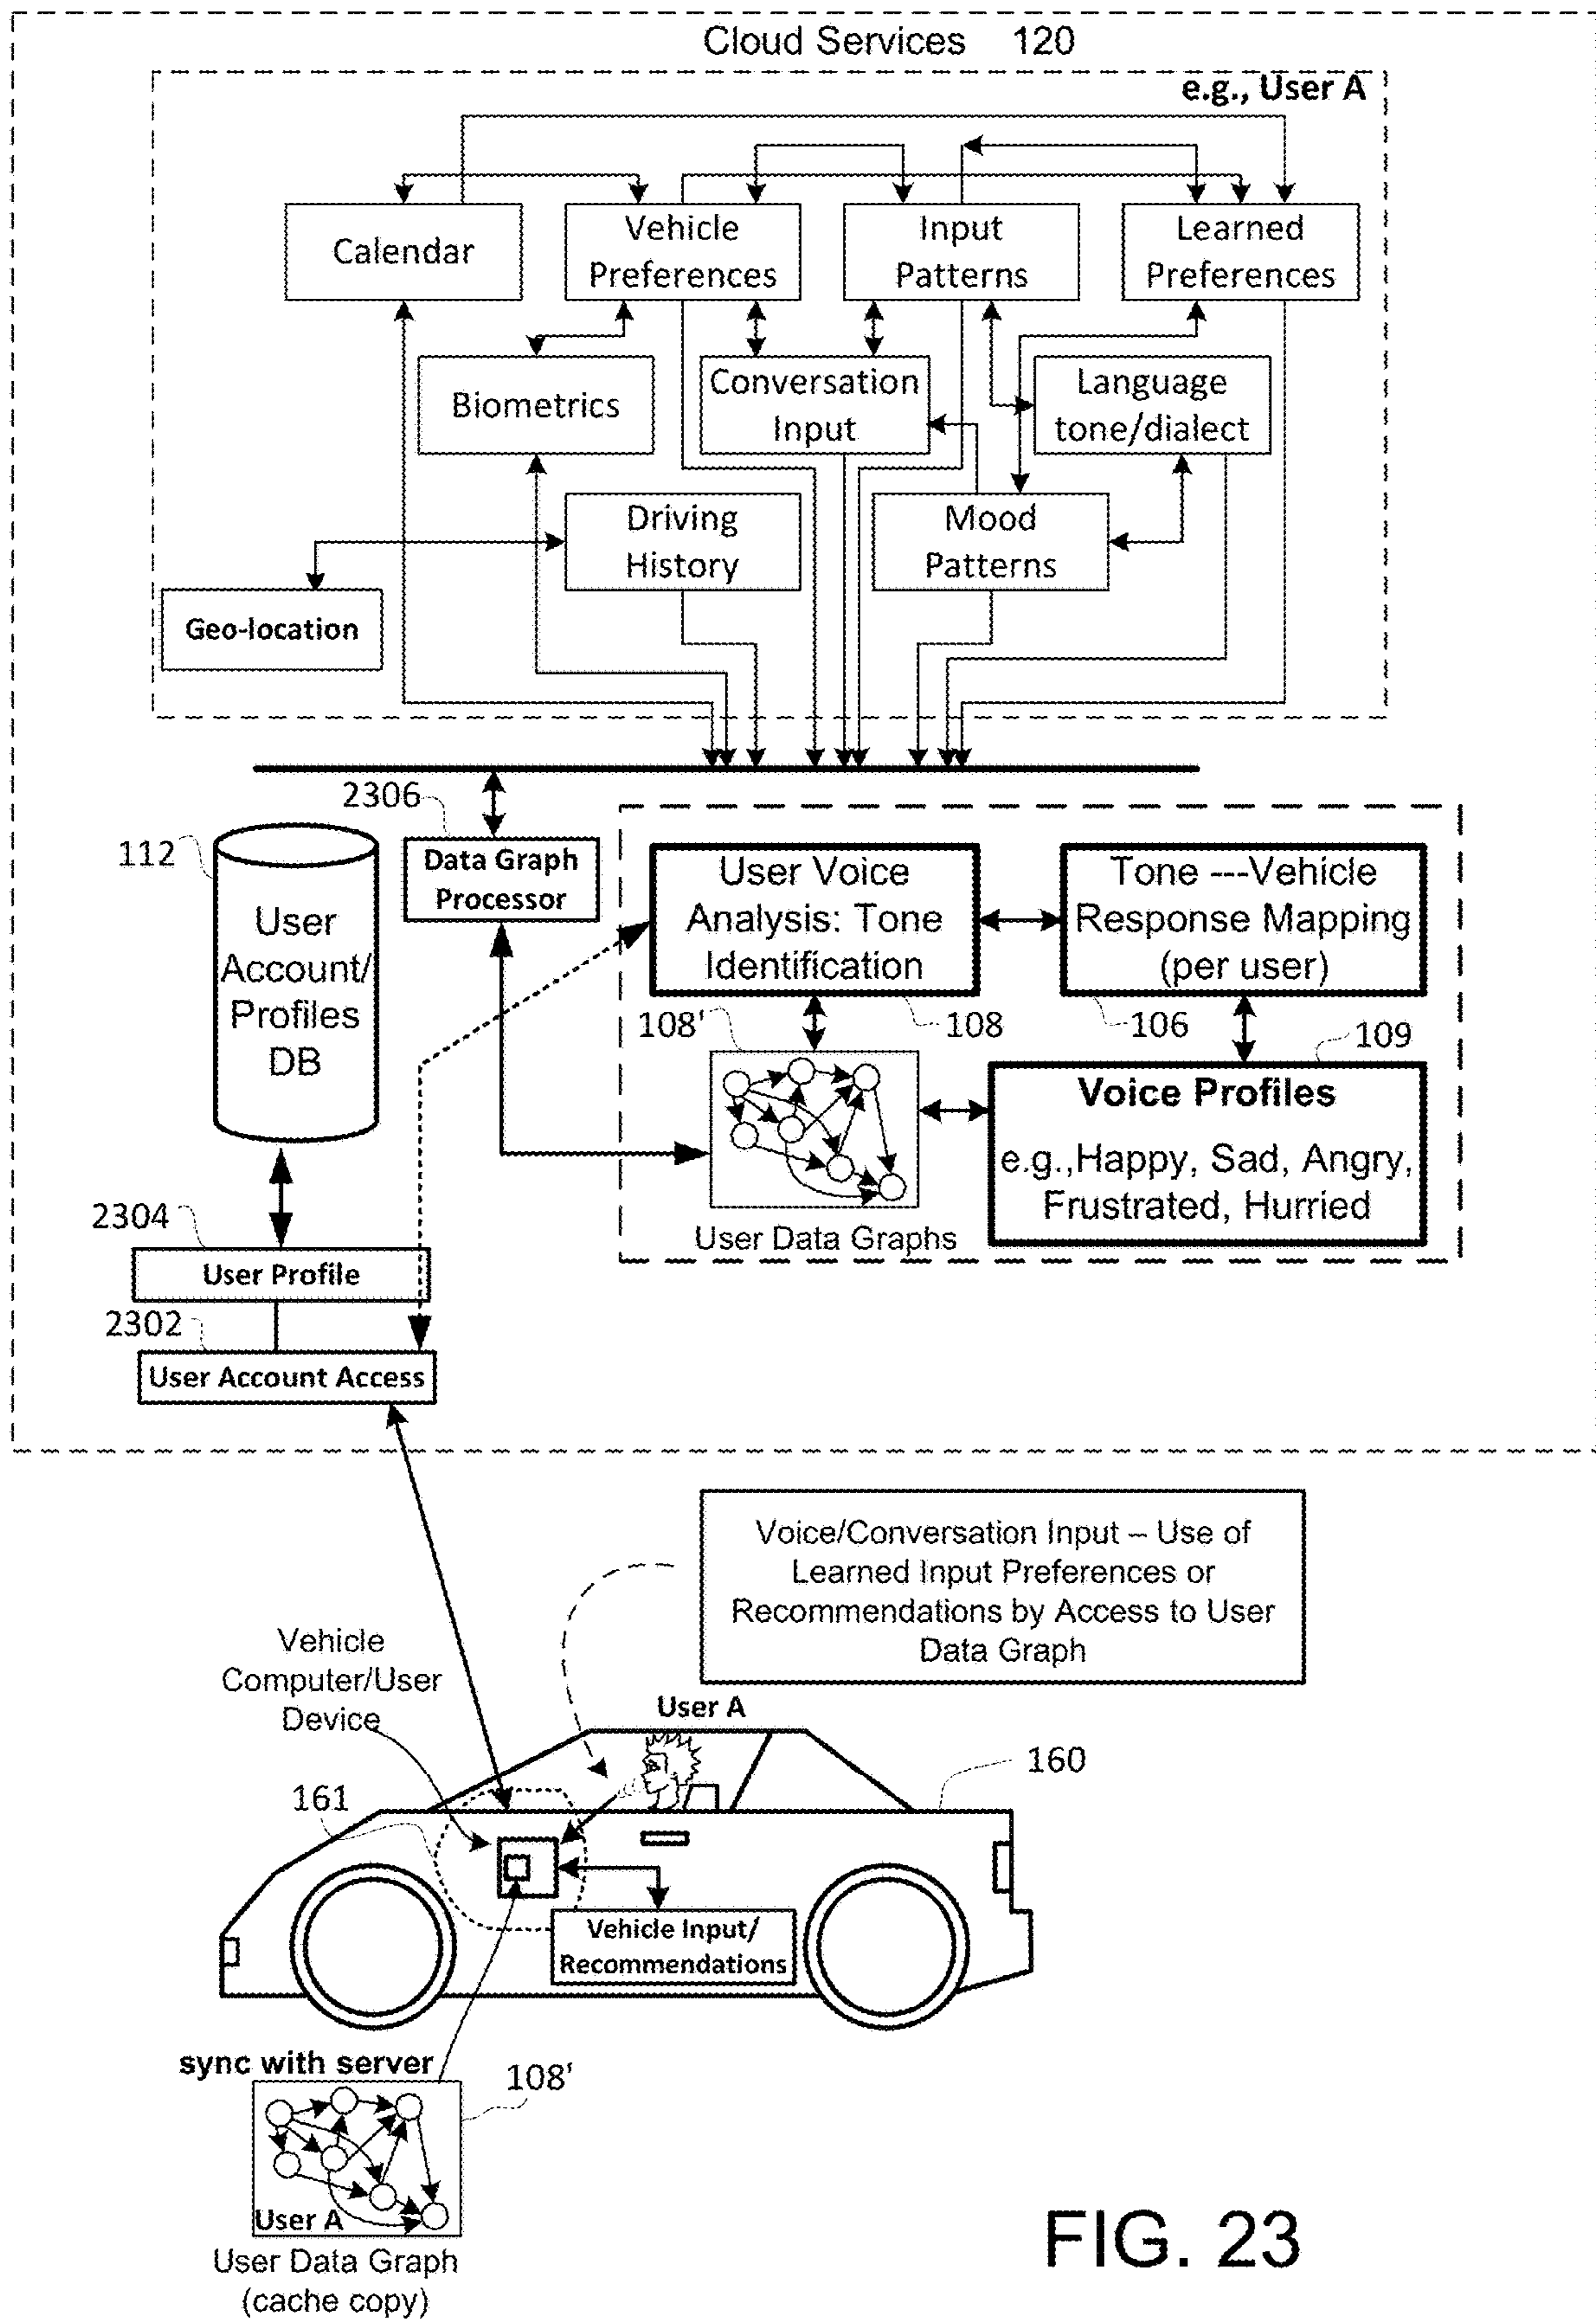 Cloud Services 120
e.g., User A
Calendar
Vehicle
Preferences
Input
Patterns
Learned
Preferences
Biometrics
Conversation
Input
Language
tone/dialect
Driving
History
Mood
Patterns
Geo-location
2306
112
User
Account/
Profiles
DB
Data Graph
Processor
User Voice
Analysis: Tone
Identification
Tone ---Vehicle
Response Mapping
(per user)
108'
108
106
109
Voice Profiles
e.g.,Happy, Sad, Angry,
Frustrated, Hurried
User Data Graphs
2304
User Profile
2302
User Account Access
Voice/Conversation Input – Use of
Learned Input Preferences or
Recommendations by Access to User
Data Graph
Vehicle
Computer/User
Device
User A
160
161
Vehicle Input/
Recommendations
sync with server
108'
User A
User Data Graph
(cache copy)
FIG. 23